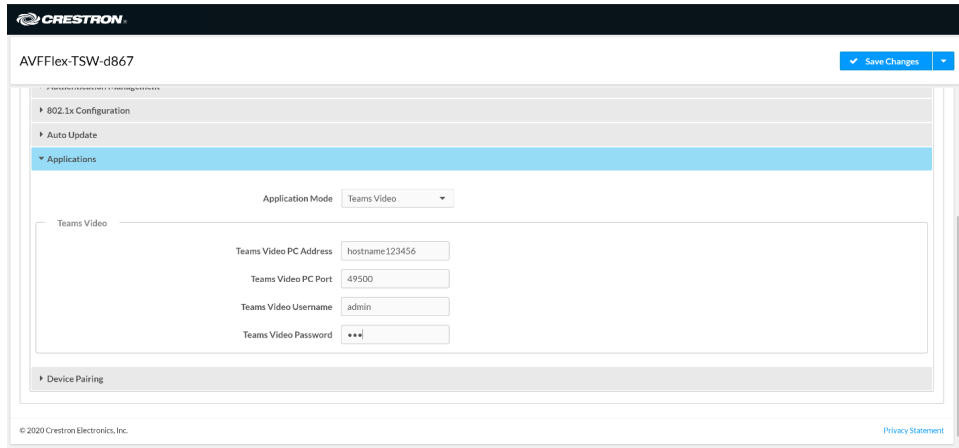 CRESTRON®
AVFFlex-TSW-d867
Save Changes
Authentication Management
802.1x Configuration
Auto Update
Applications
Application Mode Teams Video
Teams Video
Teams Video PC Address hostname123456
Teams Video PC Port 49500
Teams Video Username admin
Teams Video Password •••
Device Pairing
© 2020 Crestron Electronics, Inc. Privacy Statement